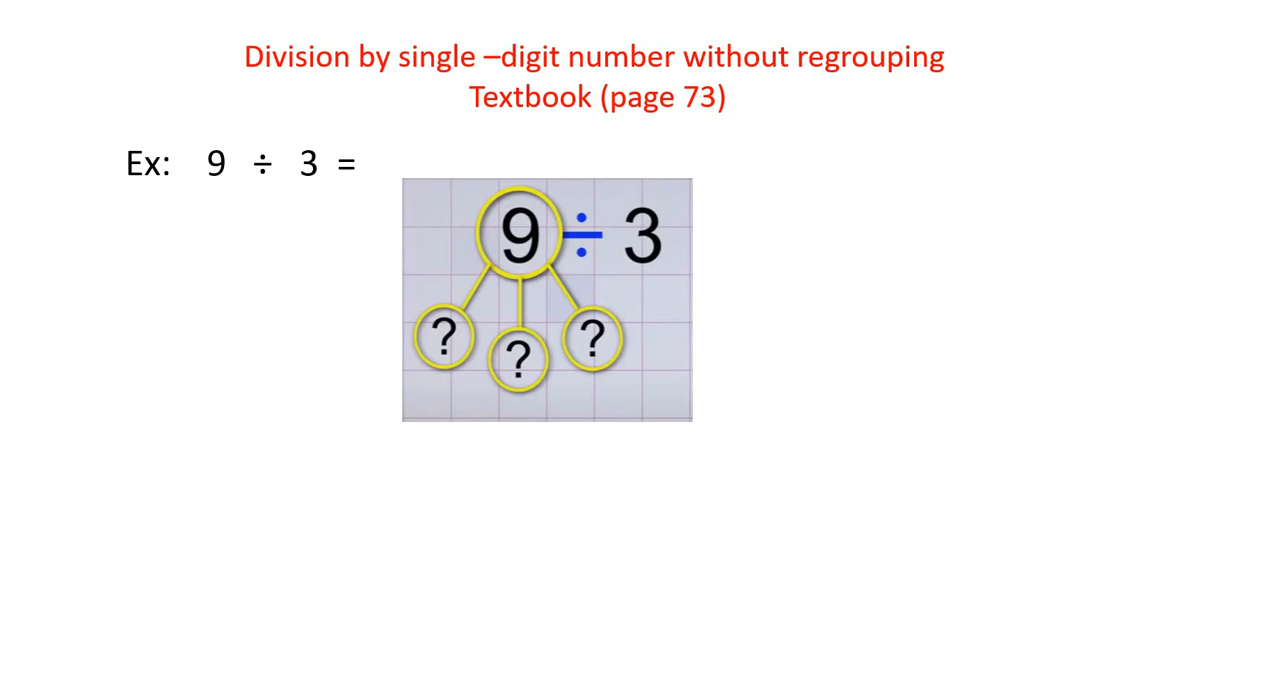 Division by single –digit number without regrouping
Textbook (page 73)
Ex: 9 ÷ 3 =
9 ÷ 3
? ? ?